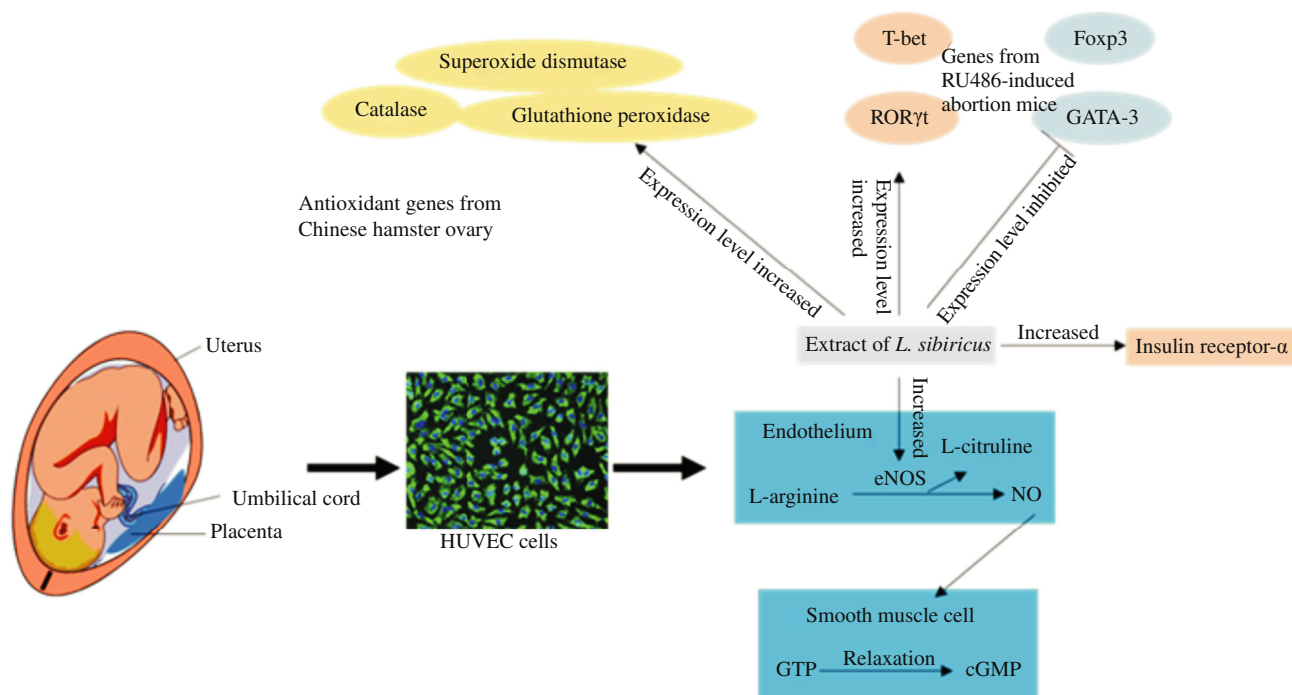 T-bet
Foxp3
Genes from
RU486-induced
abortion mice
RORγt
GATA-3
Superoxide dismutase
Catalase
Glutathione peroxidase
Antioxidant genes from
Chinese hamster ovary
Expression level increased
Expression level
increased
Expression level inhibited
Extract of L. sibiricus
Increased
Insulin receptor-α
Increased
Uterus
Umbilical cord
Placenta
HUVEC cells
Endothelium
L-citruline
eNOS
L-arginine
NO
Smooth muscle cell
GTP
Relaxation
cGMP